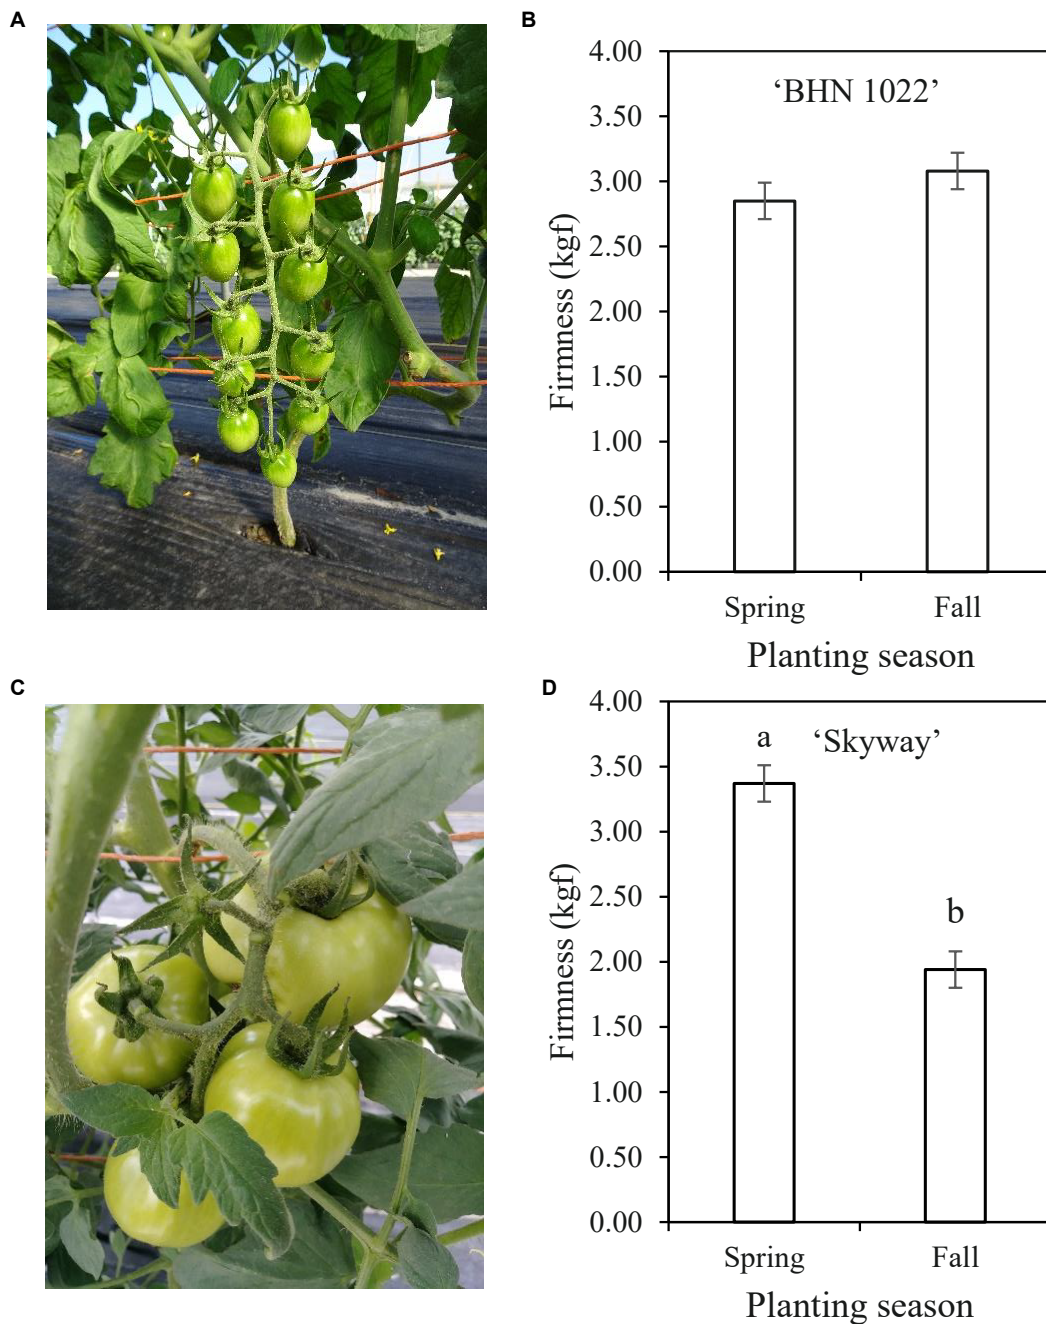 A
B
4.00
‘BHN 1022’
3.50
3.00
2.50
2.00
1.50
1.00
0.50
0.00
Firmness (kgf)
Spring Fall
Planting season
C
D
4.00
a ‘Skyway’
3.50
3.00
2.50
b
2.00
1.50
1.00
0.50
0.00
Firmness (kgf)
Spring Fall
Planting season